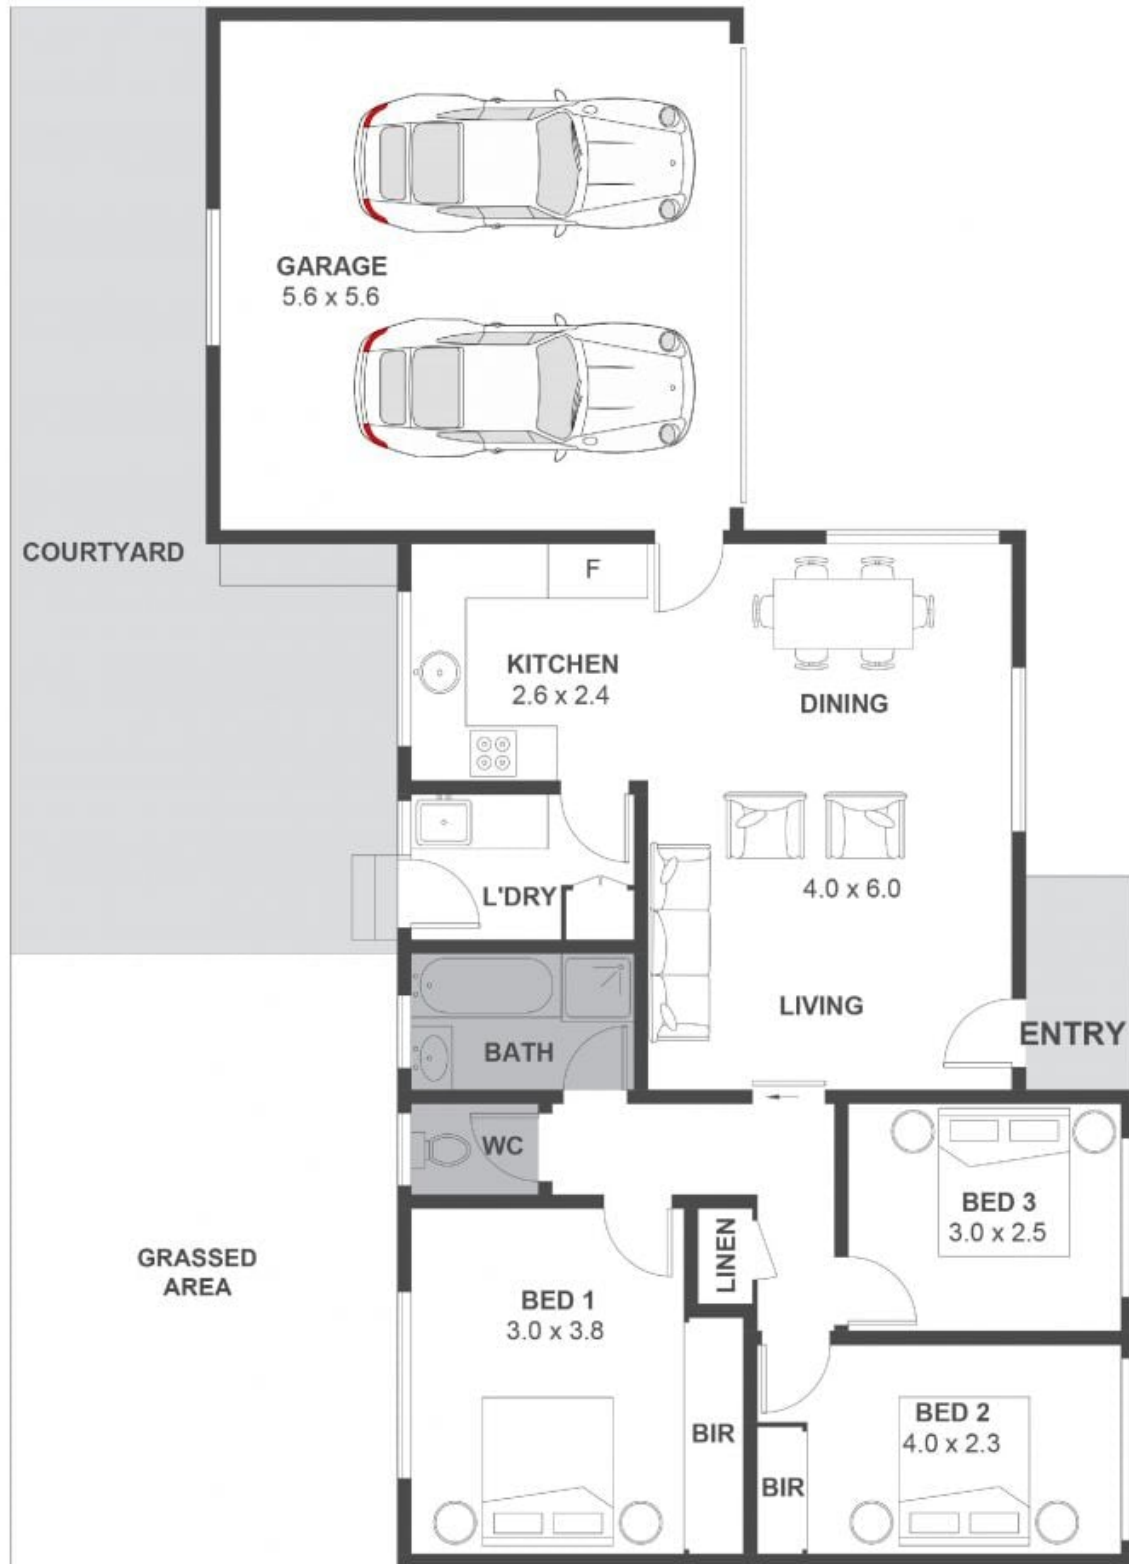 GARAGE
5.6 x 5.6
COURTYARD
F
KITCHEN
2.6 x 2.4
DINING
L'DRY
4.0 x 6.0
LIVING
ENTRY
BATH
WC
BED 3
3.0 x 2.5
LINEN
GRASSED
AREA
BED 1
3.0 x 3.8
BIR
BED 2
4.0 x 2.3
BIR